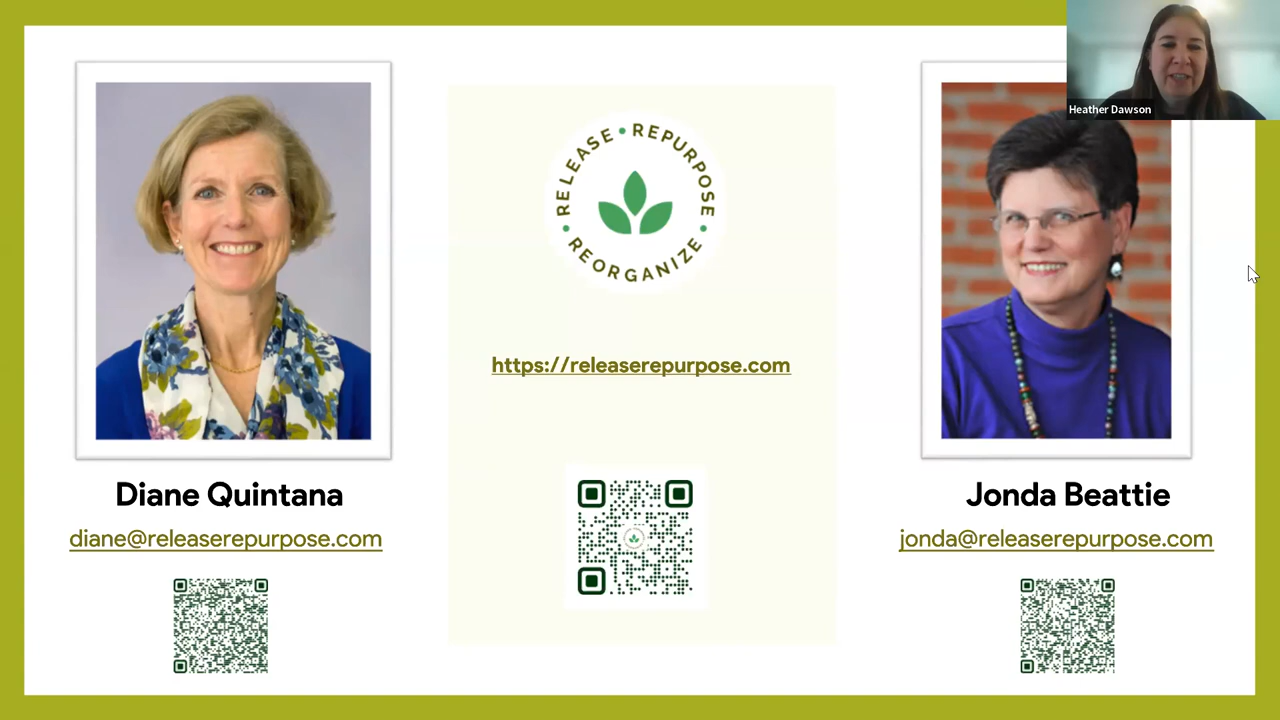 Heather Dawson
RELEASE • REPURPOSE • REORGANIZE •
https://releaserepurpose.com
Diane Quintana
diane@releaserepurpose.com
Jonda Beattie
jonda@releaserepurpose.com